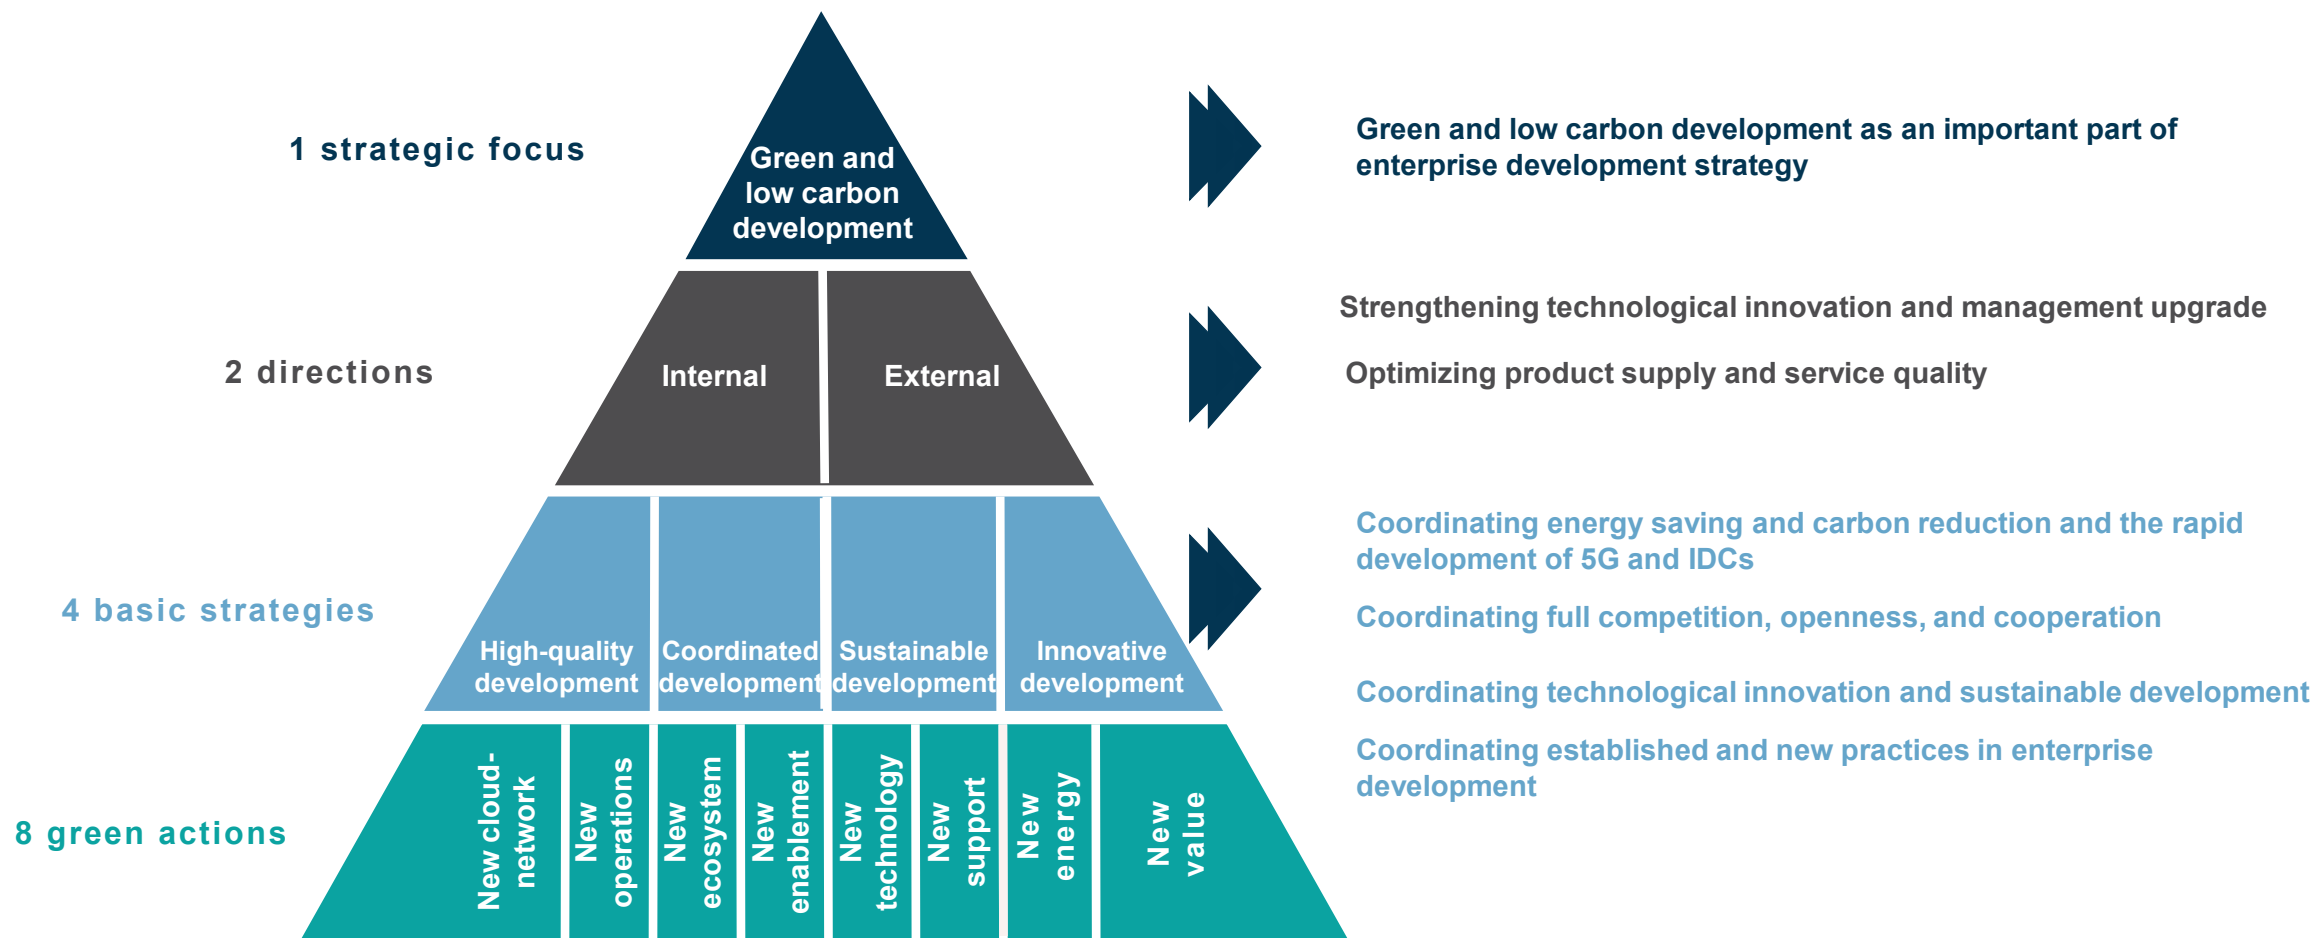 1 strategic focus
Green and
low carbon
development
Green and low carbon development as an important part of
enterprise development strategy
2 directions
Internal
External
Strengthening technological innovation and management upgrade
Optimizing product supply and service quality
4 basic strategies
High-quality
development
Coordinated
development
Sustainable
development
Innovative
development
Coordinating energy saving and carbon reduction and the rapid
development of 5G and IDCs
Coordinating full competition, openness, and cooperation
Coordinating technological innovation and sustainable development
Coordinating established and new practices in enterprise
development
8 green actions
New cloud-
network
New
operations
New
ecosystem
New
enablement
New
technology
New
support
New
energy
New
value